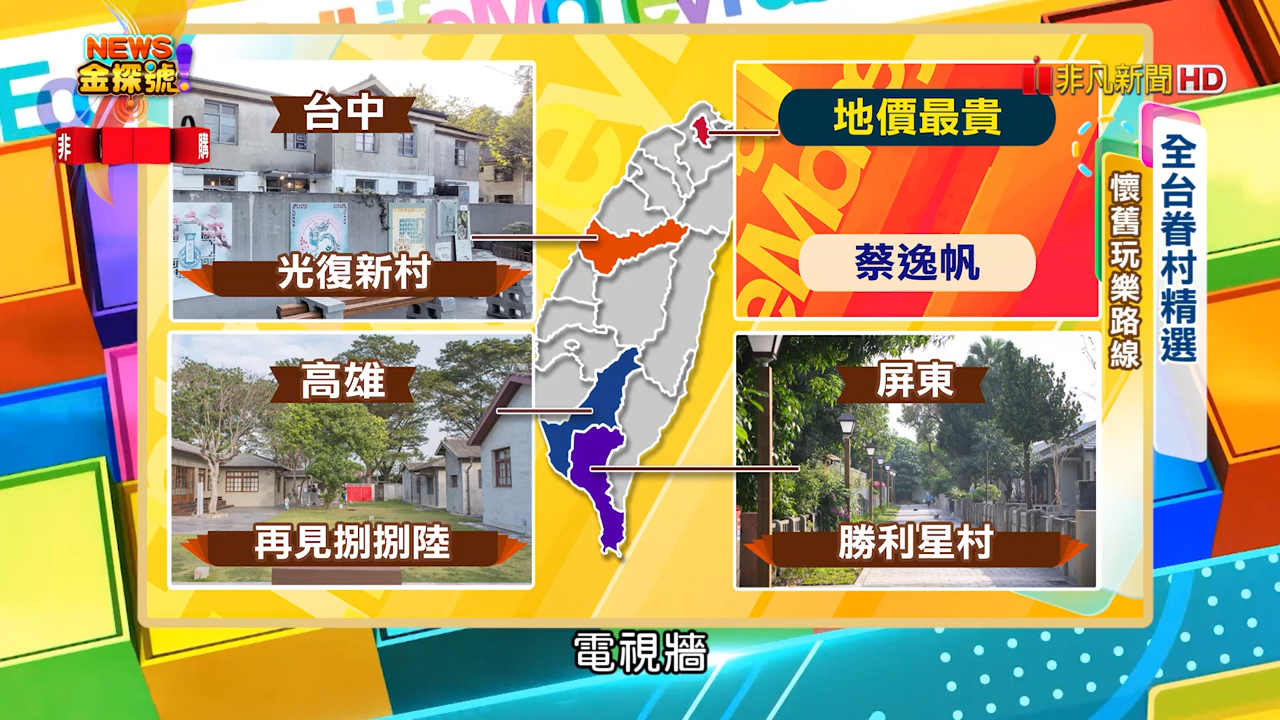 NEWS
金探號!
非凡新聞HD
非
購
台中
光復新村
地價最貴
蔡逸帆
高雄
再見捌捌陸
屏東
勝利星村
全台眷村精選
懷舊玩樂路線
電視牆